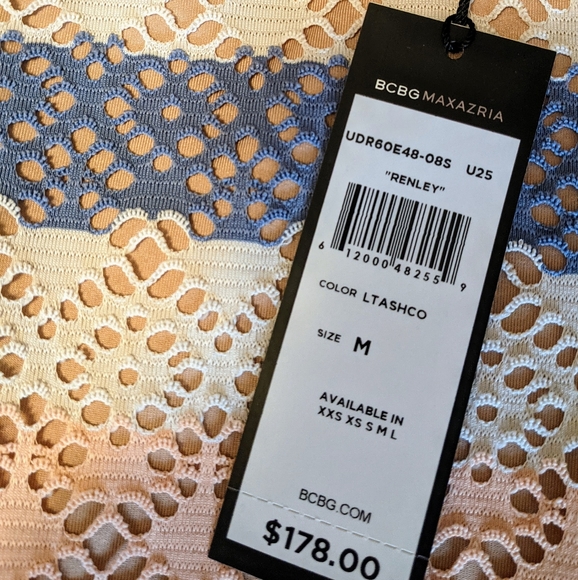 BCBGMAXAZRIA
UDR60E48-08S U25
"RENLEY"
6 12000 48255 9
COLOR LTASHCO
SIZE M
AVAILABLE IN
XXS XS S M L
BCBG.COM
$178.00